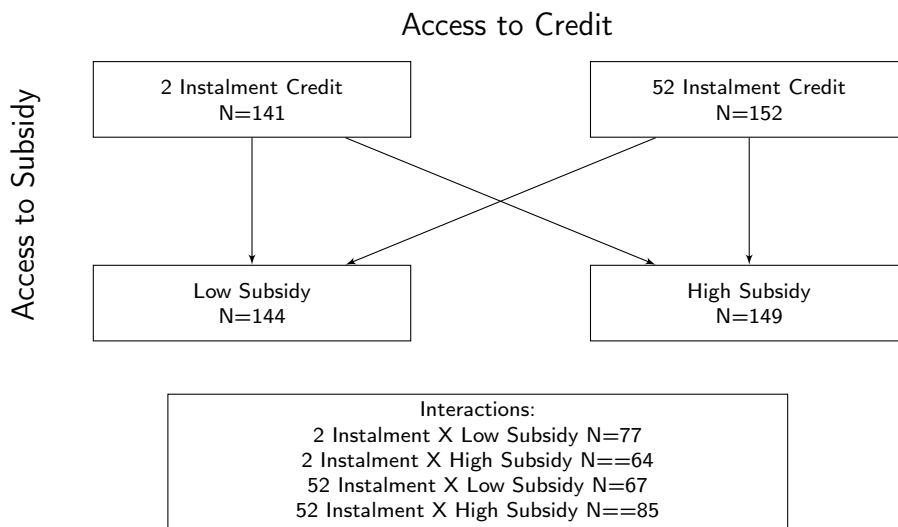 Access to Credit
Access to Subsidy
2 Instalment Credit
N=141
52 Instalment Credit
N=152
Low Subsidy
N=144
High Subsidy
N=149
Interactions:
2 Instalment X Low Subsidy N=77
2 Instalment X High Subsidy N==64
52 Instalment X Low Subsidy N=67
52 Instalment X High Subsidy N==85